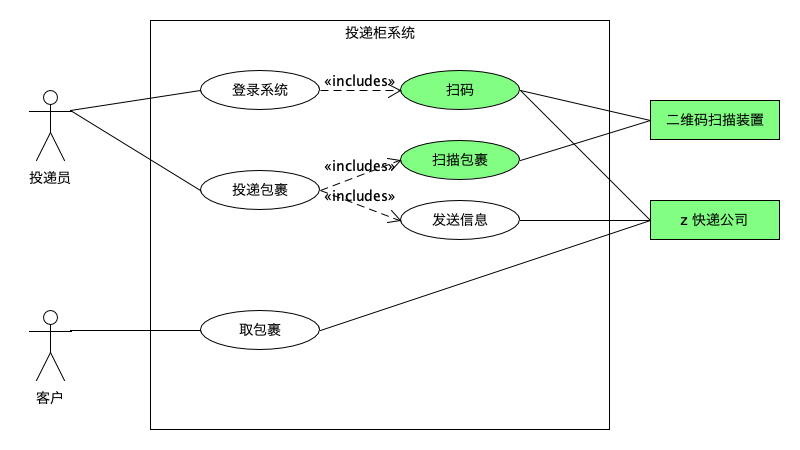 投递柜系统
登录系统
«includes»
扫码
二维码扫描装置
投递员
投递包裹
«includes»
扫描包裹
«includes»
发送信息
z 快递公司
客户
取包裹